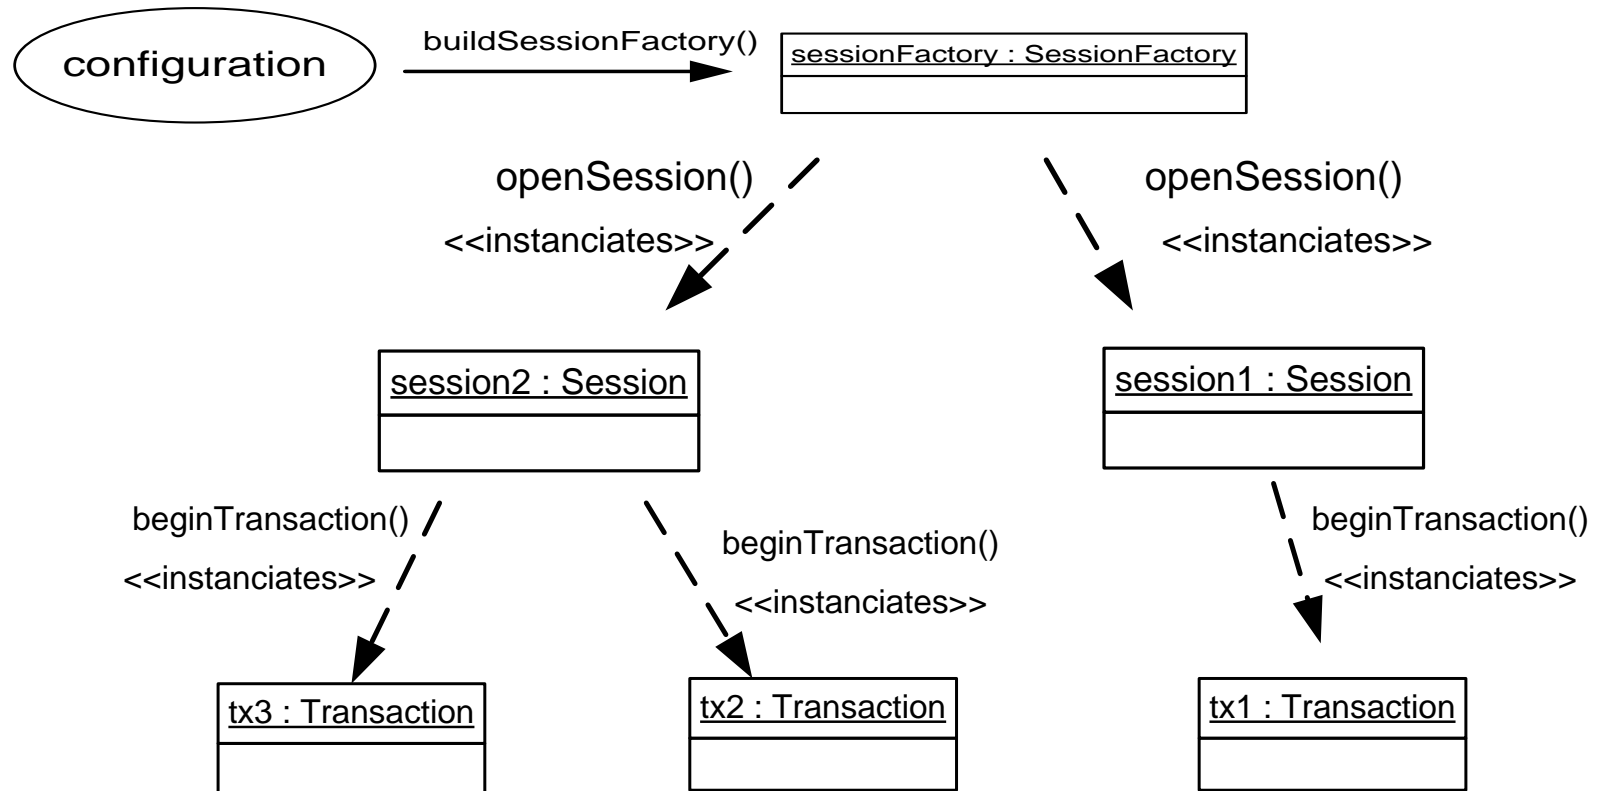 configuration
buildSessionFactory()
sessionFactory : SessionFactory
openSession()
<<instanciates>>
openSession()
<<instanciates>>
session2 : Session
session1 : Session
beginTransaction()
<<instanciates>>
beginTransaction()
<<instanciates>>
beginTransaction()
<<instanciates>>
tx3 : Transaction
tx2 : Transaction
tx1 : Transaction